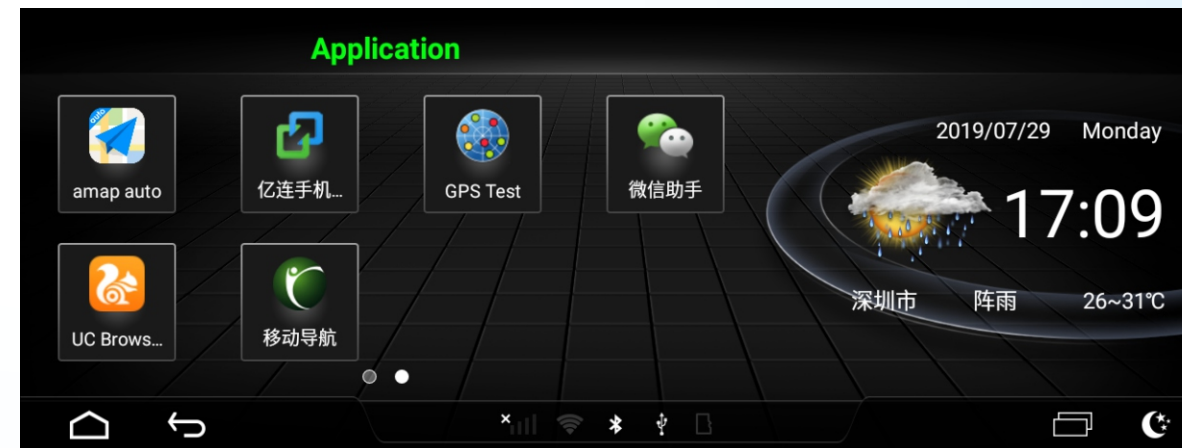 Application
auto
amap auto
亿连手机...
GPS Test
微信助手
2019/07/29 Monday
17:09
深圳市 阵雨 26~31℃
UC Brows...
移动导航